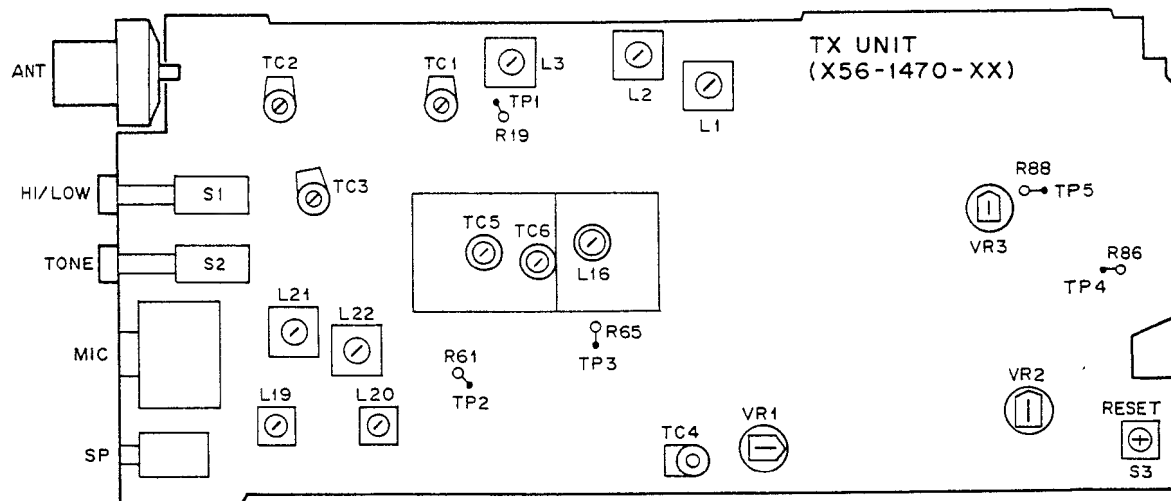 TX UNIT
(X56-1470-XX)
ANT
TC2
TC1
L3
L2
L1
TP1
R19
HI/LOW
S1
TC3
R88
TP5
VR3
TONE
S2
TC5
TC6
L16
R86
TP4
L21
L22
MIC
R65
TP3
R61
TP2
L19
L20
VR2
RESET
VR1
TC4
SP
S3